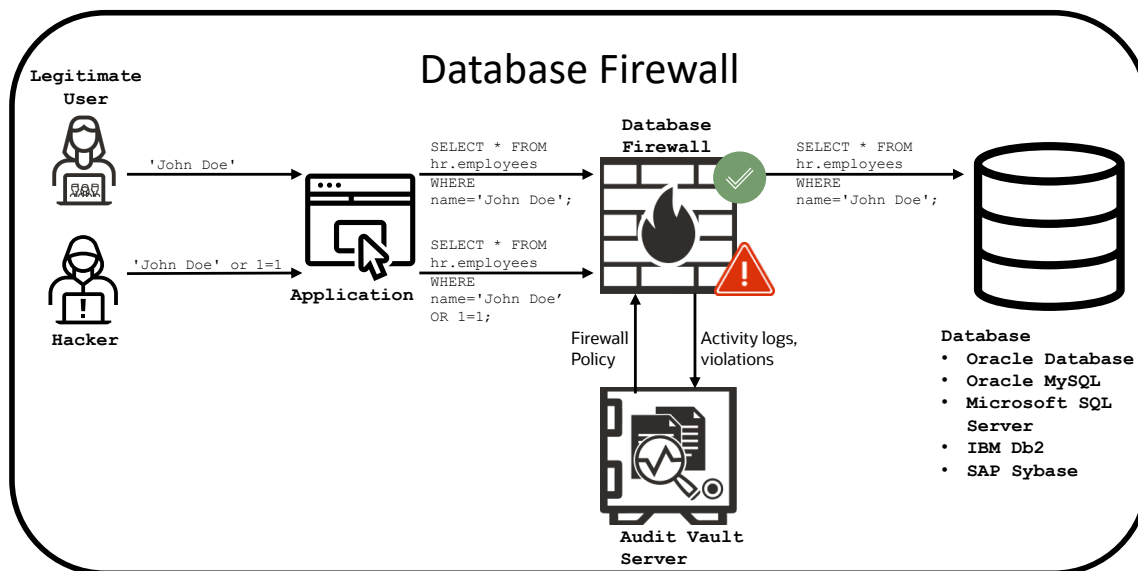 Database Firewall
Legitimate
User
'John Doe'
SELECT * FROM
hr.employees
WHERE
name='John Doe';
Database
Firewall
SELECT * FROM
hr.employees
WHERE
name='John Doe';
Hacker
'John Doe' or 1=1
Application
SELECT * FROM
hr.employees
WHERE
name='John Doe’
OR 1=1;
Firewall
Policy
Activity logs,
violations
Audit Vault
Server
Database
• Oracle Database
• Oracle MySQL
• Microsoft SQL
Server
• IBM Db2
• SAP Sybase